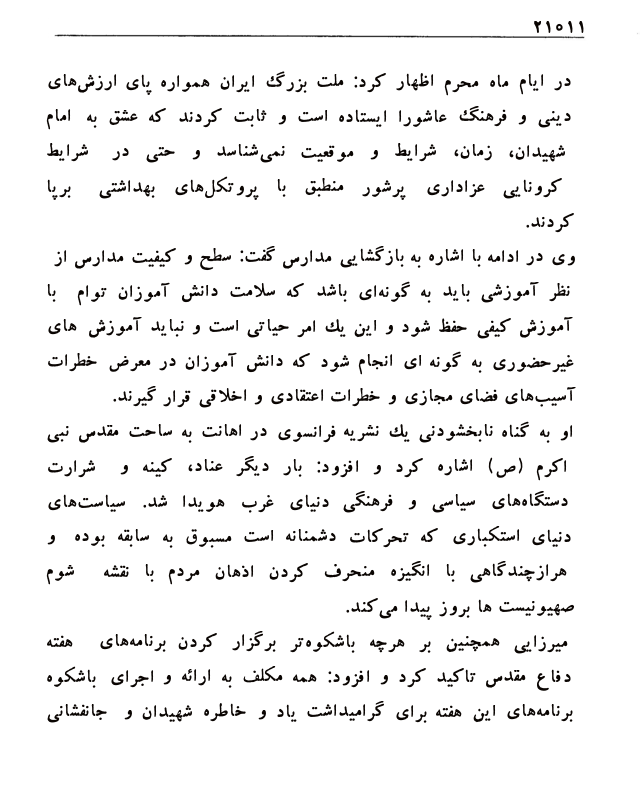 ۲۱۰۱۱
در ایام ماه محرم اظهار کرد: ملت بزرگ ایران همواره پای ارزش‌های
دینی و فرهنگ عاشورا ایستاده است و ثابت کردند که عشق به امام
شهیدان، زمان، شرایط و موقعیت نمی‌شناسد و حتی در شرایط
کرونایی عزاداری پرشور منطبق با پروتکل‌های بهداشتی برپا
کردند.
وی در ادامه با اشاره به بازگشایی مدارس گفت: سطح و کیفیت مدارس از
نظر آموزشی باید به گونه‌ای باشد که سلامت دانش آموزان توام با
آموزش کیفی حفظ شود و این یك امر حیاتی است و نباید آموزش های
غیرحضوری به گونه ای انجام شود که دانش آموزان در معرض خطرات
آسیب‌های فضای مجازی و خطرات اعتقادی و اخلاقی قرار گیرند.
او به گناه نابخشودنی یك نشریه فرانسوی در اهانت به ساحت مقدس نبی
اکرم (ص) اشاره کرد و افزود: بار دیگر عناد، کینه و شرارت
دستگاه‌های سیاسی و فرهنگی دنیای غرب هویدا شد. سیاست‌های
دنیای استکباری که تحرکات دشمنانه است مسبوق به سابقه بوده و
هرازچندگاهی با انگیزه منحرف کردن اذهان مردم با نقشه شوم
صهیونیست ها بروز پیدا می‌کند.
میرزایی همچنین بر هرچه باشکوه‌تر برگزار کردن برنامه‌های هفته
دفاع مقدس تاکید کرد و افزود: همه مکلف به ارائه و اجرای باشکوه
برنامه‌های این هفته برای گرامیداشت یاد و خاطره شهیدان و جانفشانی